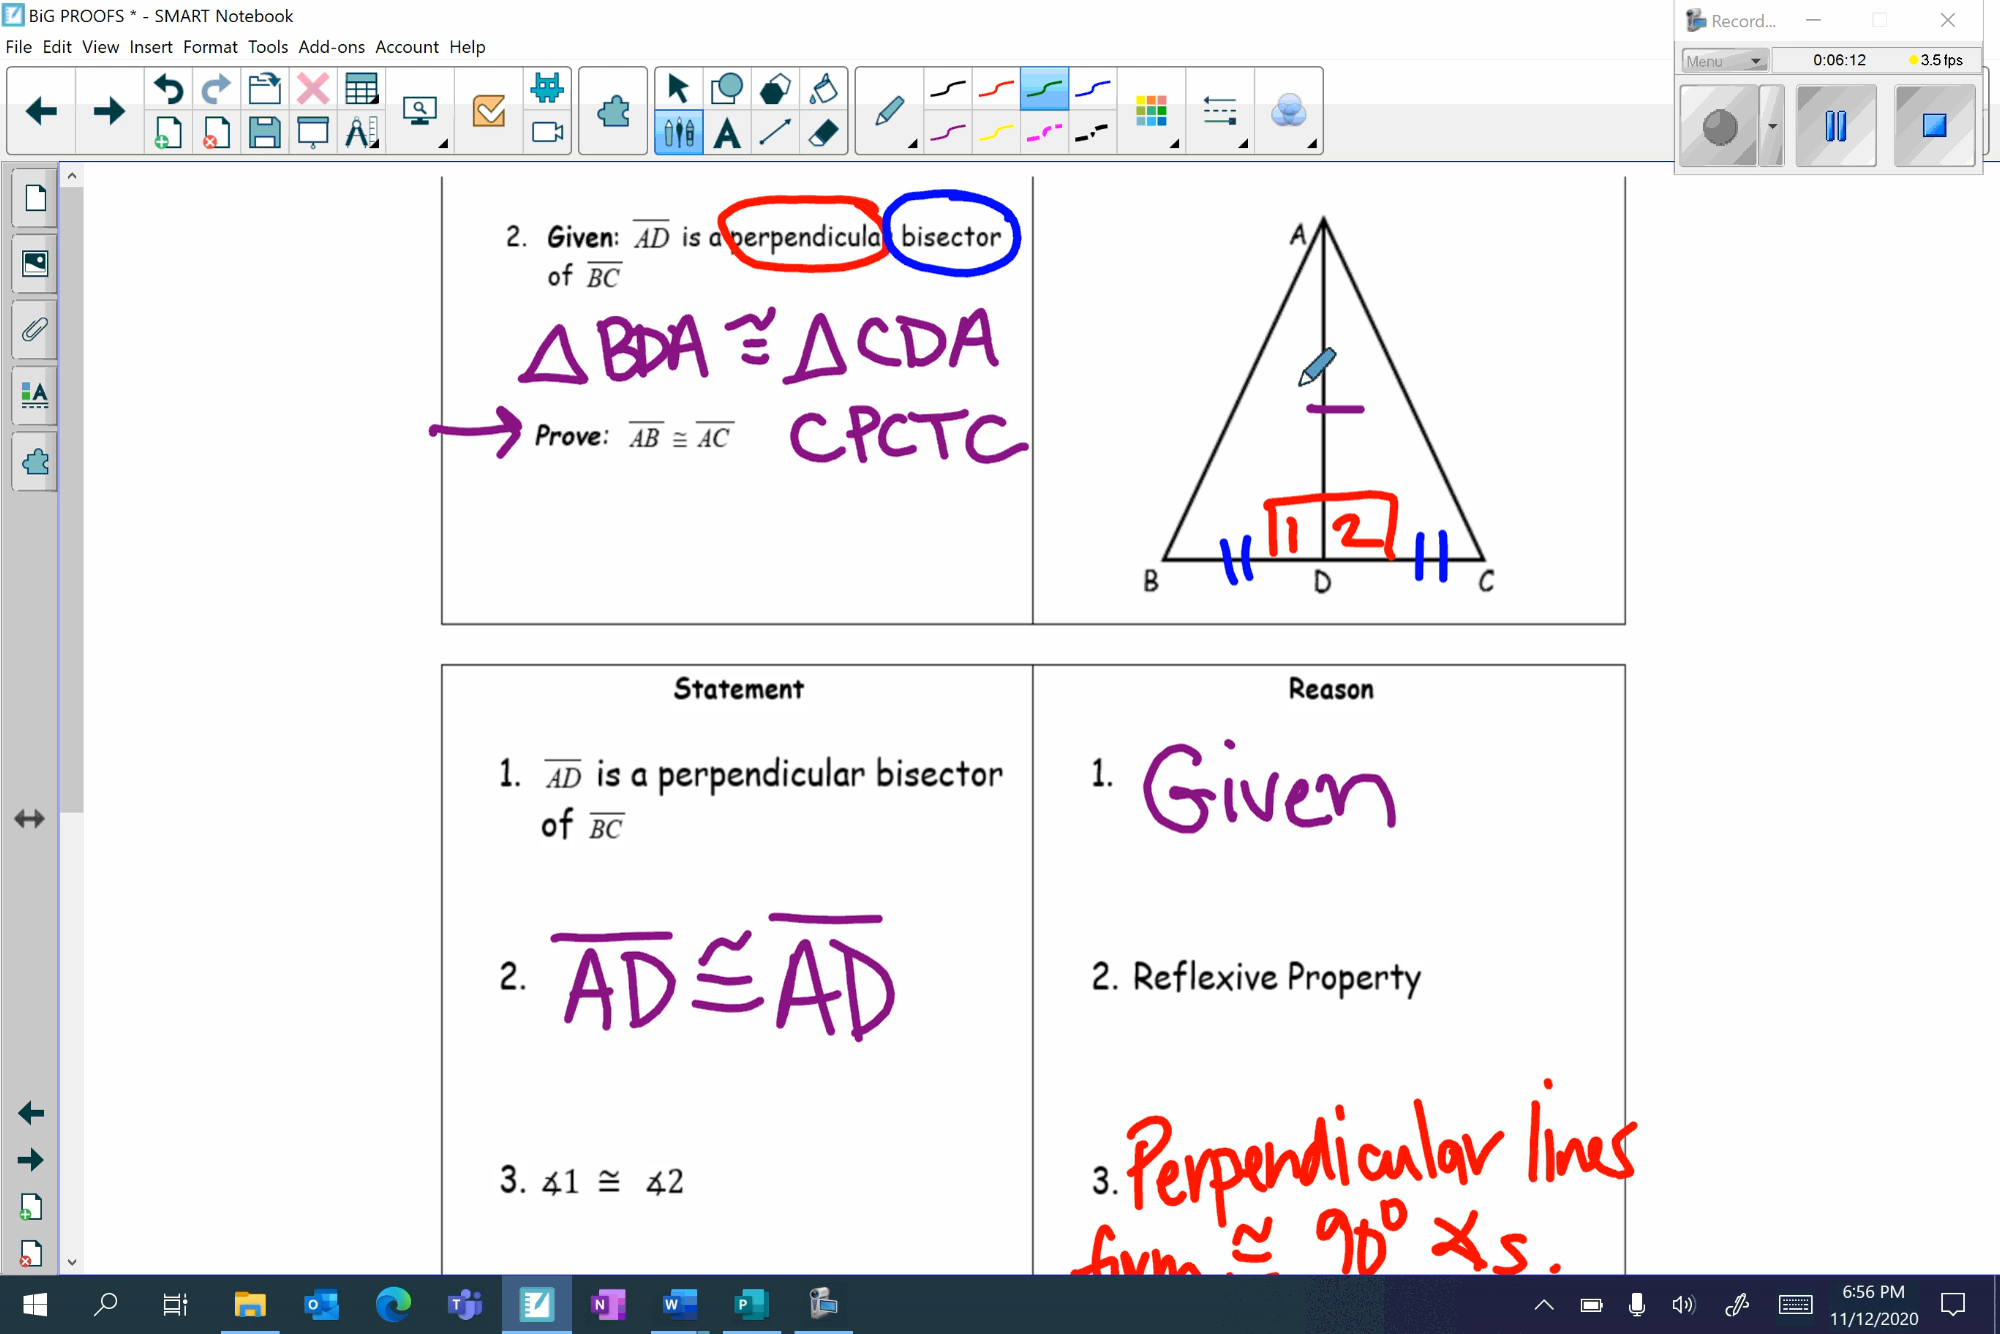 BiG PROOFS * - SMART Notebook
File Edit View Insert Format Tools Add-ons Account Help
Record...
Menu 0:06:12 3.5 fps
2. Given: AD is a perpendicular bisector
of BC
△BDA ≅ △CDA
Prove: AB ≅ AC CPCTC
A
1 2
B D C
Statement Reason
1. AD is a perpendicular bisector
of BC
1. Given
2. AD ≅ AD
2. Reflexive Property
3. ∡1 ≅ ∡2
3. Perpendicular lines
form ≅ 90° ∡s.
6:56 PM
11/12/2020